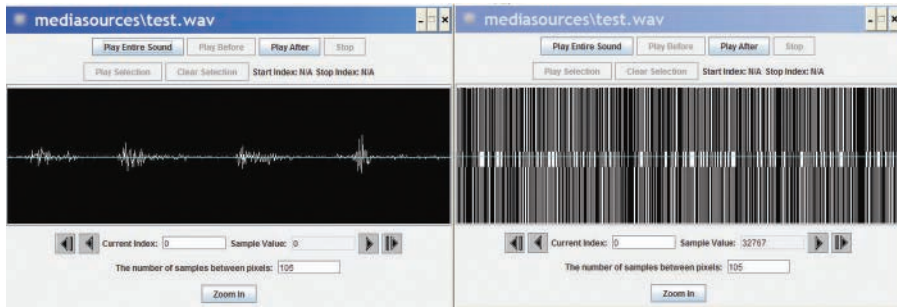 mediasources\test.wav
Play Entire Sound Play Before Play After Stop
Play Selection Clear Selection Start Index: N/A Stop Index: N/A
Current Index: 0 Sample Value: 0
The number of samples between pixels: 105
Zoom In
mediasources\test.wav
Play Entire Sound Play Before Play After Stop
Play Selection Clear Selection Start Index: N/A Stop Index: N/A
Current Index: 0 Sample Value: 32767
The number of samples between pixels: 105
Zoom In